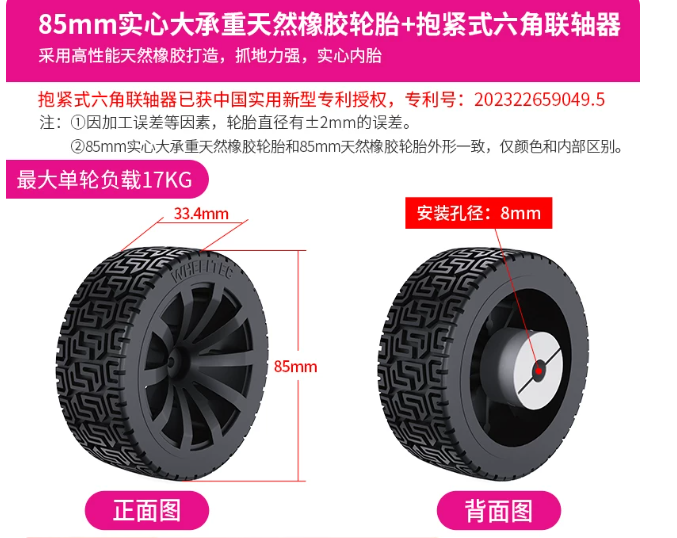 85mm实心大承重天然橡胶轮胎+抱紧式六角联轴器
采用高性能天然橡胶打造，抓地力强，实心内胎
抱紧式六角联轴器已获中国实用新型专利授权，专利号：202322659049.5
注：①因加工误差等因素，轮胎直径有±2mm的误差。
②85mm实心大承重天然橡胶轮胎和85mm天然橡胶轮胎外形一致，仅颜色和内部区别。
最大单轮负载17KG
33.4mm
安装孔径：8mm
WHEELTEC
85mm
正面图
背面图